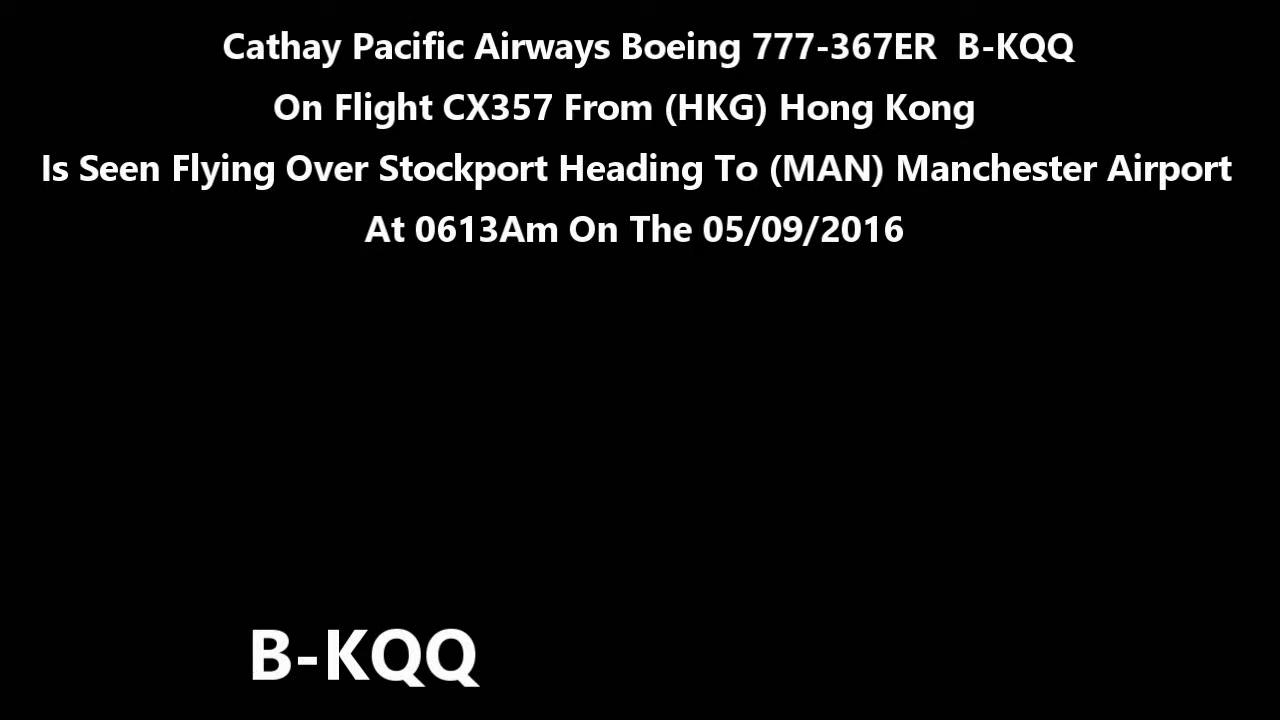 Cathay Pacific Airways Boeing 777-367ER  B-KQQ
On Flight CX357 From (HKG) Hong Kong
Is Seen Flying Over Stockport Heading To (MAN) Manchester Airport
At 0613Am On The 05/09/2016
B-KQQ